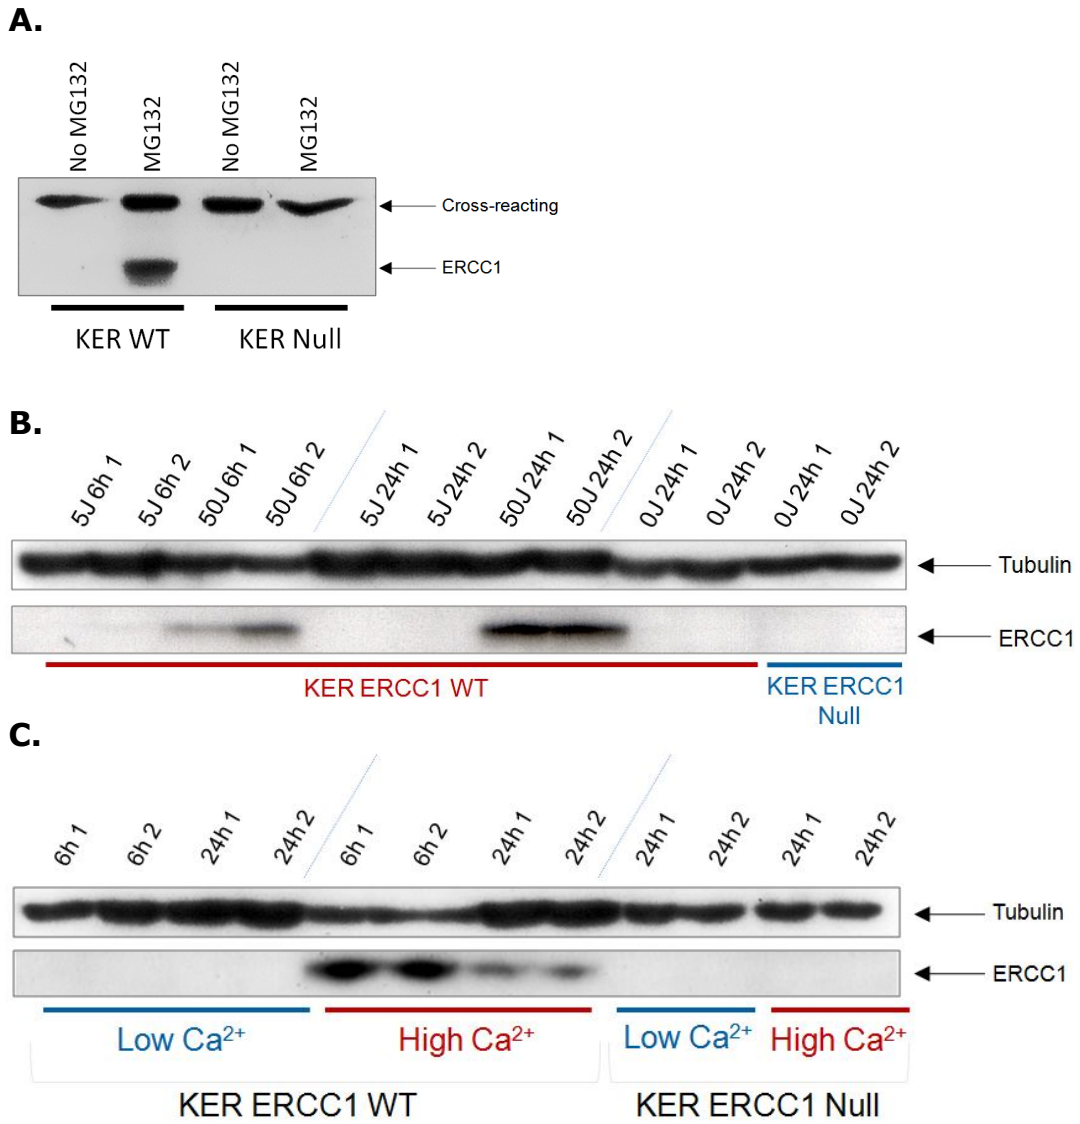 A.
No MG132
MG132
No MG132
MG132
Cross-reacting
ERCC1
KER WT
KER Null
B.
5J 6h 1
5J 6h 2
50J 6h 1
50J 6h 2
5J 24h 1
5J 24h 2
50J 24h 1
50J 24h 2
0J 24h 1
0J 24h 2
0J 24h 1
0J 24h 2
Tubulin
ERCC1
KER ERCC1 WT
KER ERCC1
Null
C.
6h 1
6h 2
24h 1
24h 2
6h 1
6h 2
24h 1
24h 2
24h 1
24h 2
24h 1
24h 2
Tubulin
ERCC1
Low Ca²⁺
High Ca²⁺
Low Ca²⁺
High Ca²⁺
KER ERCC1 WT
KER ERCC1 Null